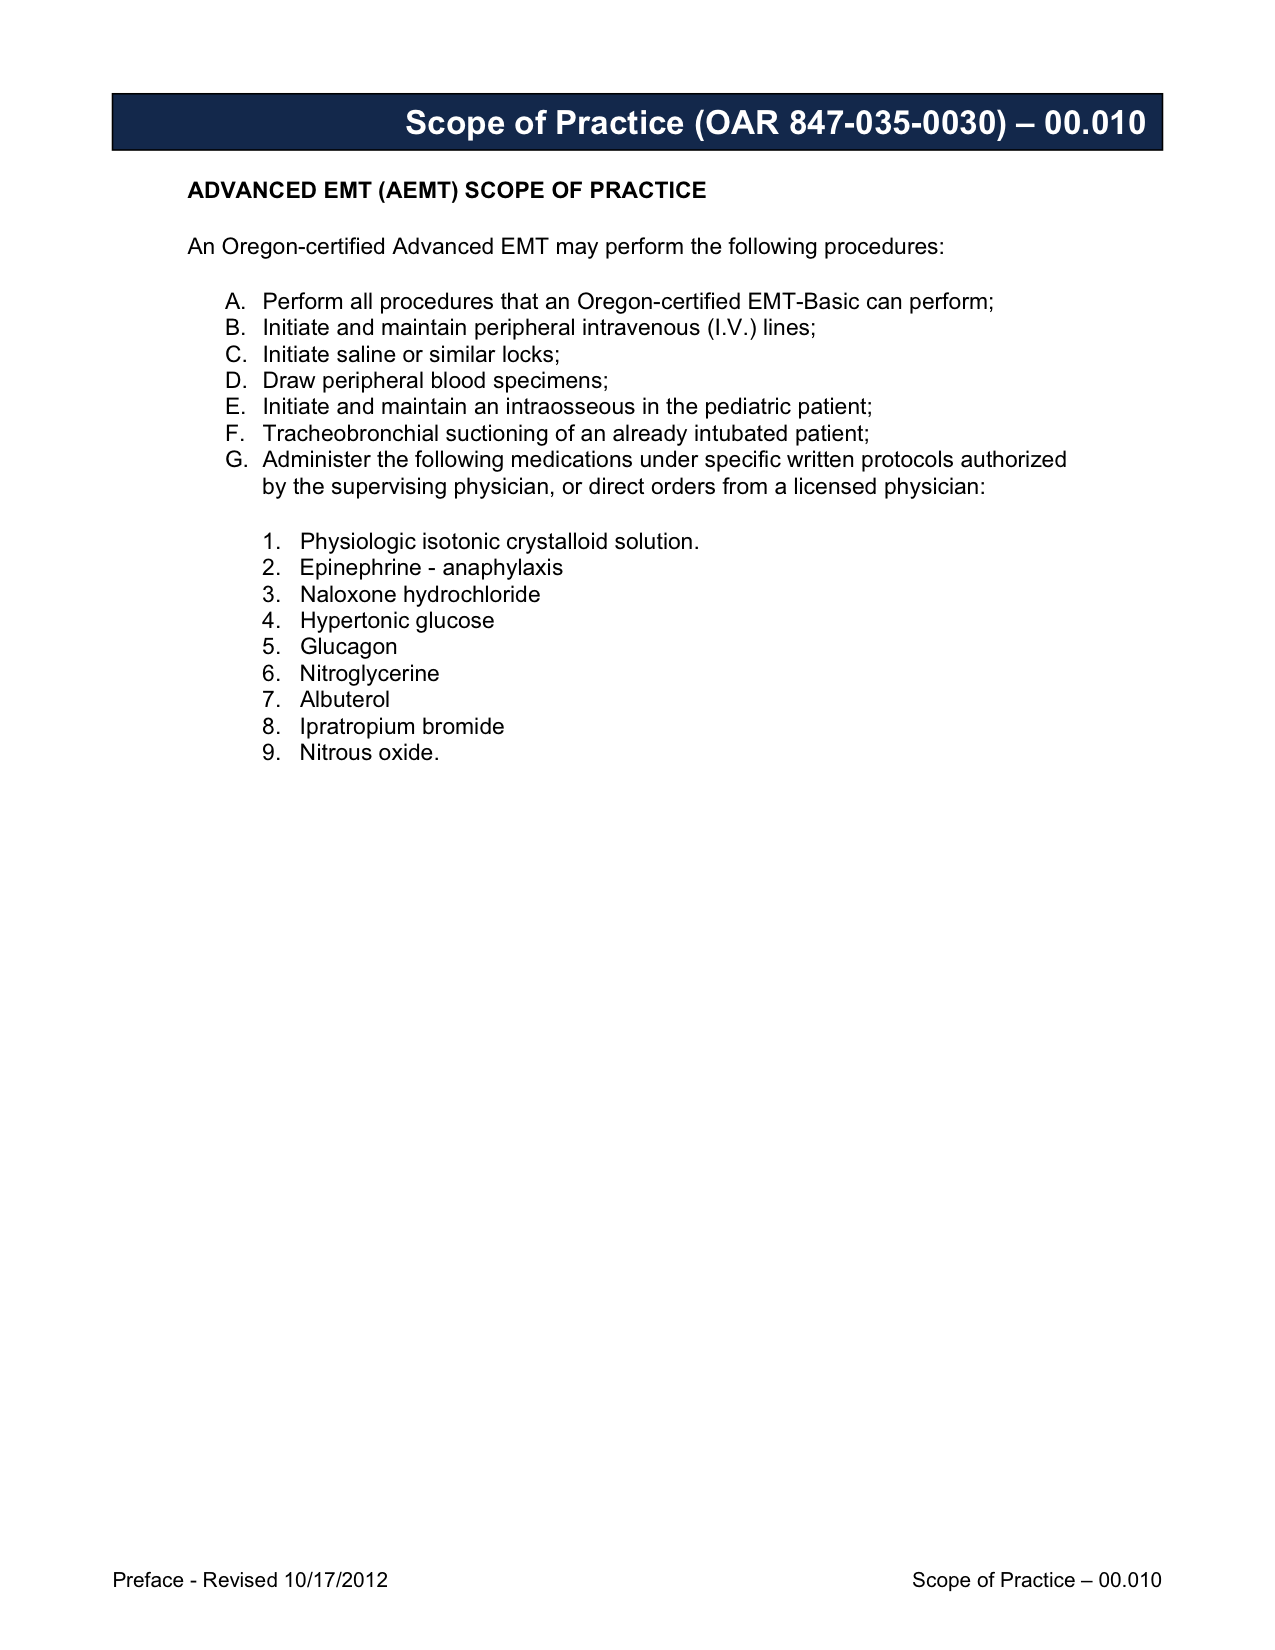 Scope of Practice (OAR 847-035-0030) – 00.010
ADVANCED EMT (AEMT) SCOPE OF PRACTICE
An Oregon-certified Advanced EMT may perform the following procedures:
A. Perform all procedures that an Oregon-certified EMT-Basic can perform;
B. Initiate and maintain peripheral intravenous (I.V.) lines;
C. Initiate saline or similar locks;
D. Draw peripheral blood specimens;
E. Initiate and maintain an intraosseous in the pediatric patient;
F. Tracheobronchial suctioning of an already intubated patient;
G. Administer the following medications under specific written protocols authorized
by the supervising physician, or direct orders from a licensed physician:
1. Physiologic isotonic crystalloid solution.
2. Epinephrine - anaphylaxis
3. Naloxone hydrochloride
4. Hypertonic glucose
5. Glucagon
6. Nitroglycerine
7. Albuterol
8. Ipratropium bromide
9. Nitrous oxide.
Preface - Revised 10/17/2012 Scope of Practice – 00.010